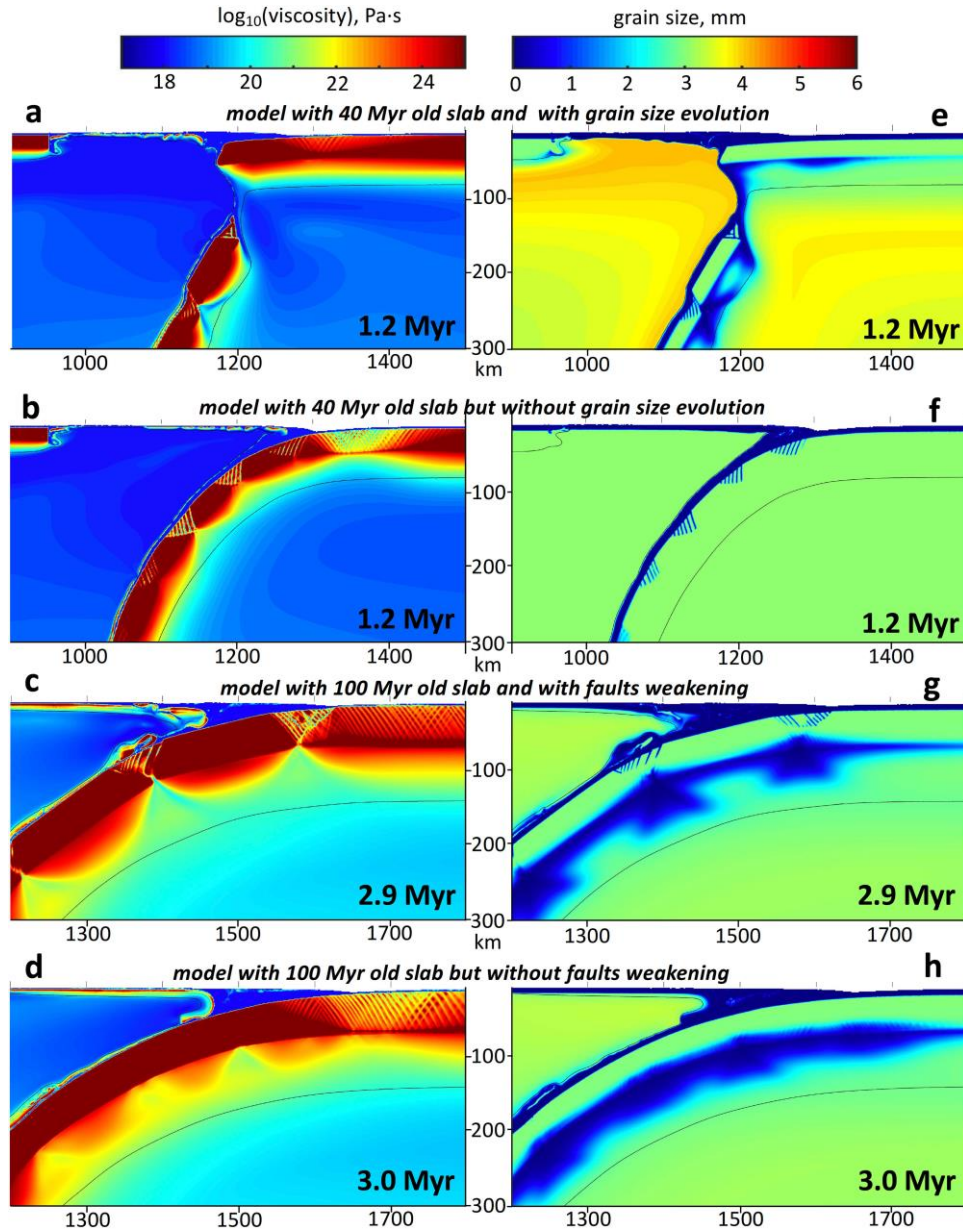 log₁₀(viscosity), Pa·s
grain size, mm
18 20 22 24
0 1 2 3 4 5 6
a model with 40 Myr old slab and with grain size evolution e
100
200
300
1.2 Myr
1.2 Myr
1000 1200 1400 km 1000 1200 1400
b model with 40 Myr old slab but without grain size evolution f
100
200
300
1.2 Myr
1.2 Myr
1000 1200 1400 km 1000 1200 1400
c model with 100 Myr old slab and with faults weakening g
100
200
300
2.9 Myr
2.9 Myr
1300 1500 1700 km 1300 1500 1700
d model with 100 Myr old slab but without faults weakening h
100
200
300
3.0 Myr
3.0 Myr
1300 1500 1700 km 1300 1500 1700